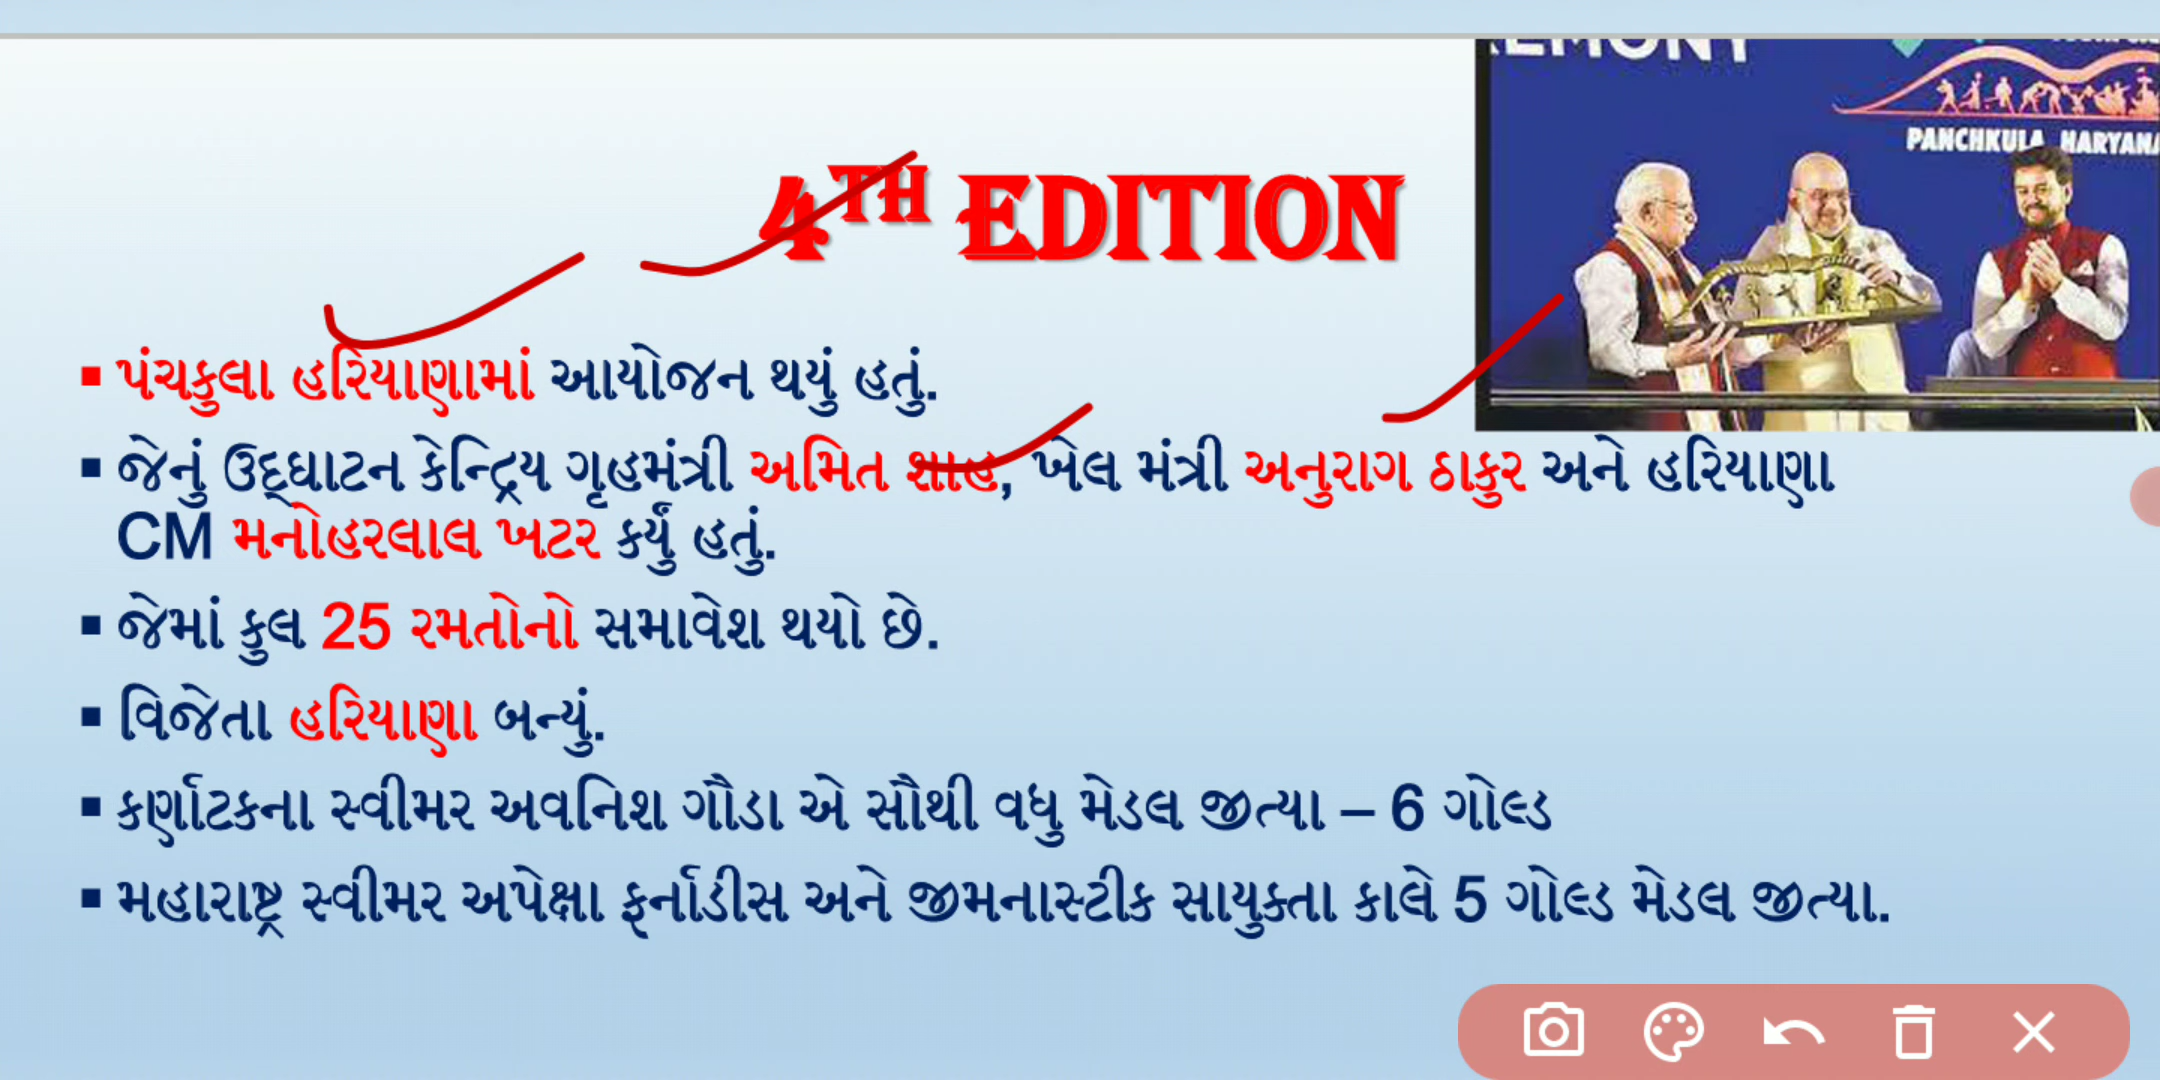 PANCHKULA, HARYANA
4TH EDITION
▪ પંચકુલા હરિયાણામાં આયોજન થયું હતું.
▪ જેનું ઉદ્ઘાટન કેન્દ્રિય ગૃહમંત્રી અમિત શાહ, ખેલ મંત્રી અનુરાગ ઠાકુર અને હરિયાણા
CM મનોહરલાલ ખટર કર્યું હતું.
▪ જેમાં કુલ 25 રમતોનો સમાવેશ થયો છે.
▪ વિજેતા હરિયાણા બન્યું.
▪ કર્ણાટકના સ્વીમર અવનિશ ગૌડા એ સૌથી વધુ મેડલ જીત્યા – 6 ગોલ્ડ
▪ મહારાષ્ટ્ર સ્વીમર અપેક્ષા ફર્નાડીસ અને જીમનાસ્ટીક સાયુક્તા કાલે 5 ગોલ્ડ મેડલ જીત્યા.